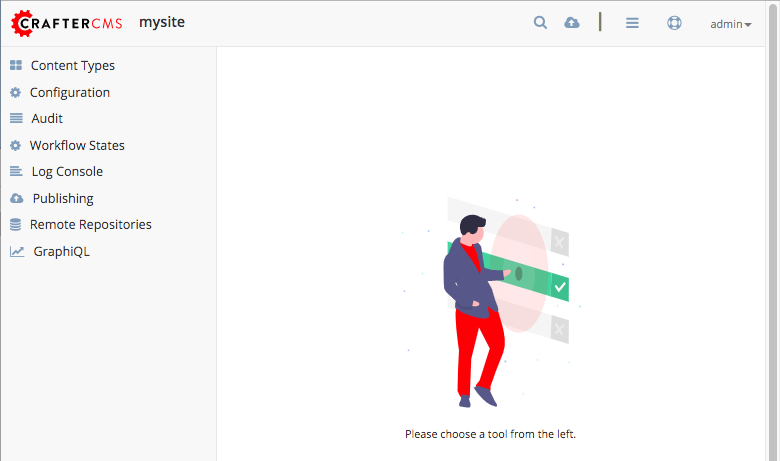 CRAFTERCMS mysite admin
Content Types
Configuration
Audit
Workflow States
Log Console
Publishing
Remote Repositories
GraphiQL
Please choose a tool from the left.